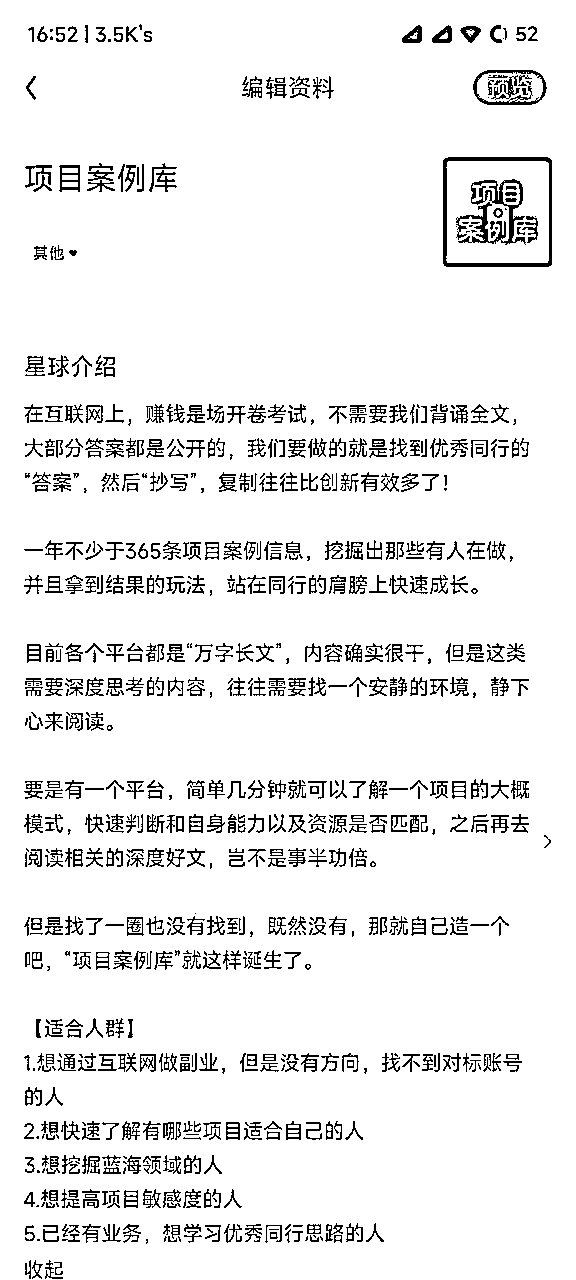 16:52 | 3.5K's
52
编辑资料
预览
项目案例库
项目
案例库
其他
星球介绍
在互联网上，赚钱是场开卷考试，不需要我们背诵全文，
大部分答案都是公开的，我们要做的就是找到优秀同行的
“答案”，然后“抄写”，复制往往比创新有效多了！
一年不少于365条项目案例信息，挖掘出那些有人在做，
并且拿到结果的玩法，站在同行的肩膀上快速成长。
目前各个平台都是“万字长文”，内容确实很干，但是这类
需要深度思考的内容，往往需要找一个安静的环境，静下
心来阅读。
要是有一个平台，简单几分钟就可以了解一个项目的大概
模式，快速判断和自身能力以及资源是否匹配，之后再去
阅读相关的深度好文，岂不是事半功倍。
但是找了一圈也没有找到，既然没有，那就自己造一个
吧，“项目案例库”就这样诞生了。
【适合人群】
1.想通过互联网做副业，但是没有方向，找不到对标账号
的人
2.想快速了解有哪些项目适合自己的人
3.想挖掘蓝海领域的人
4.想提高项目敏感度的人
5.已经有业务，想学习优秀同行思路的人
收起